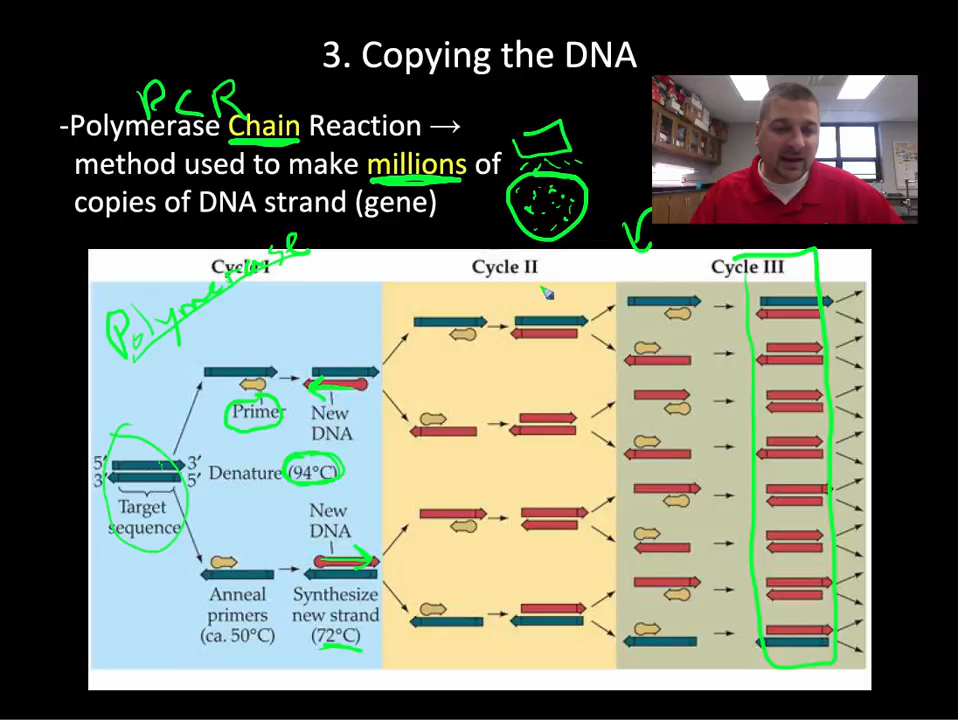 3. Copying the DNA
PCR
-Polymerase Chain Reaction →
method used to make millions of
copies of DNA strand (gene)
Polymerase
Cycle I
Cycle II
Cycle III
Primer
New
DNA
5′ 3′
3′ 5′
Denature (94°C)
Target
sequence
New
DNA
Anneal
primers
(ca. 50°C)
Synthesize
new strand
(72°C)